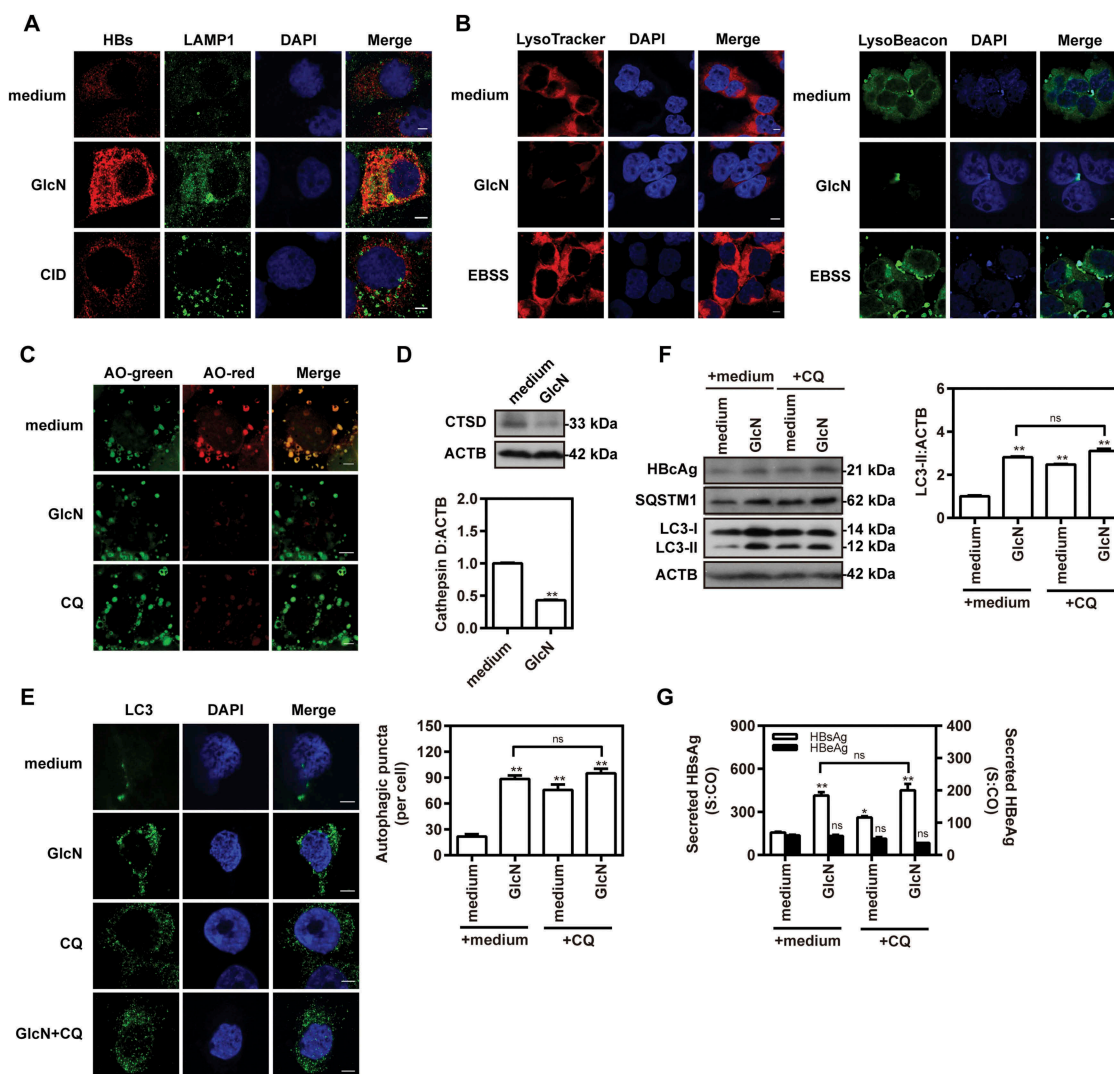 A
HBs LAMP1 DAPI Merge
medium
GlcN
CID
B
LysoTracker DAPI Merge
medium
GlcN
EBSS
LysoBeacon DAPI Merge
medium
GlcN
EBSS
C
AO-green AO-red Merge
medium
GlcN
CQ
D
medium GlcN
CTSD 33 kDa
ACTB 42 kDa
Cathepsin D:ACTB
2.0
1.5
1.0
0.5
0.0
**
medium GlcN
E
LC3 DAPI Merge
medium
GlcN
CQ
GlcN+CQ
Autophagic puncta
(per cell)
150
120
90
60
30
0
ns
** ** **
medium GlcN medium GlcN
+medium +CQ
F
+medium +CQ
medium GlcN medium GlcN
HBcAg 21 kDa
SQSTM1 62 kDa
LC3-I 14 kDa
LC3-II 12 kDa
ACTB 42 kDa
LC3-II:ACTB
6
4
2
0
ns
** ** **
medium GlcN medium GlcN
+medium +CQ
G
Secreted HBsAg
(S:CO)
900
600
300
0
HBsAg
HBeAg
ns
** * **
ns ns ns
400
300
200
100
0
Secreted HBeAg
(S:CO)
medium GlcN medium GlcN
+medium +CQ